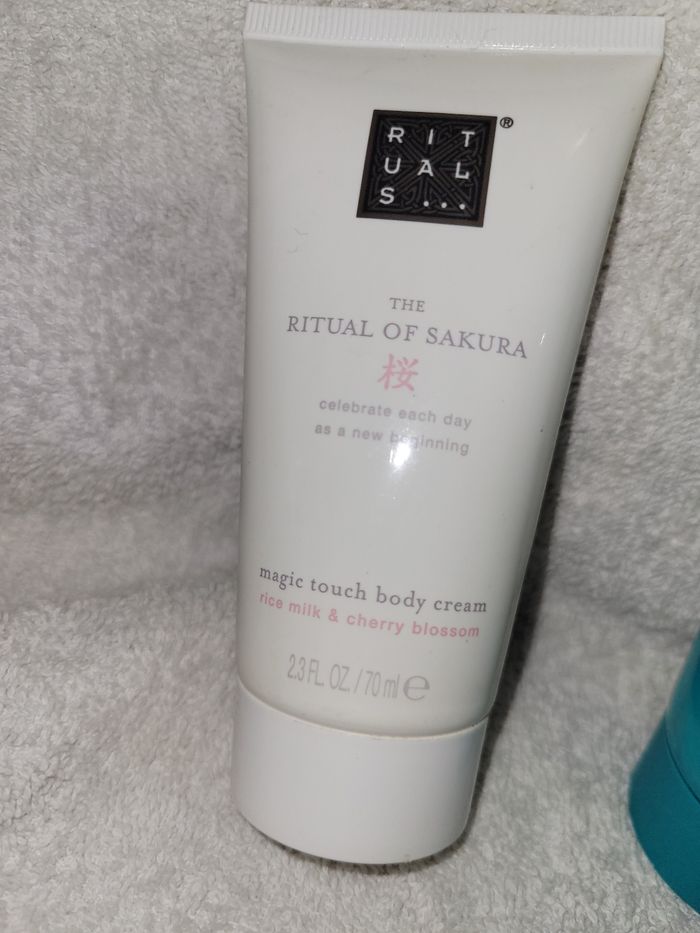 RIT
UAL
S...
®
THE
RITUAL OF SAKURA
桜
celebrate each day
as a new beginning
magic touch body cream
rice milk & cherry blossom
2.3 FL. OZ. / 70 ml ℮